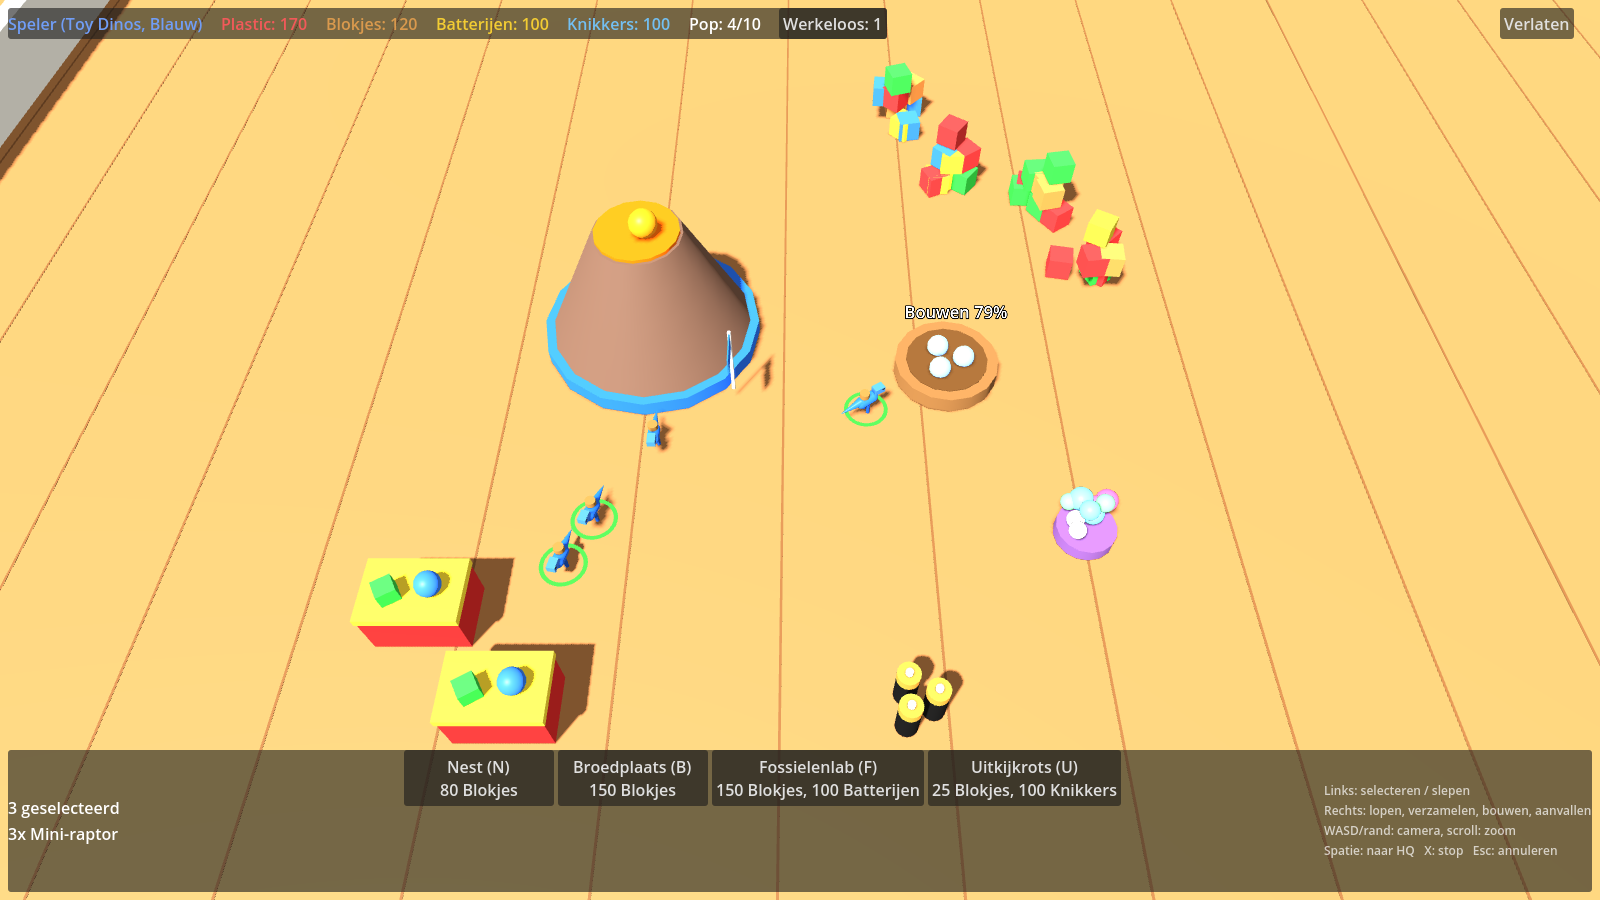 Speler (Toy Dinos, Blauw) Plastic: 170 Blokjes: 120 Batterijen: 100 Knikkers: 100 Pop: 4/10 Werkeloos: 1
Verlaten
Bouwen 79%
Nest (N)
80 Blokjes
Broedplaats (B)
150 Blokjes
Fossielenlab (F)
150 Blokjes, 100 Batterijen
Uitkijkrots (U)
25 Blokjes, 100 Knikkers
3 geselecteerd
3x Mini-raptor
Links: selecteren / slepen
Rechts: lopen, verzamelen, bouwen, aanvallen
WASD/rand: camera, scroll: zoom
Spatie: naar HQ X: stop Esc: annuleren